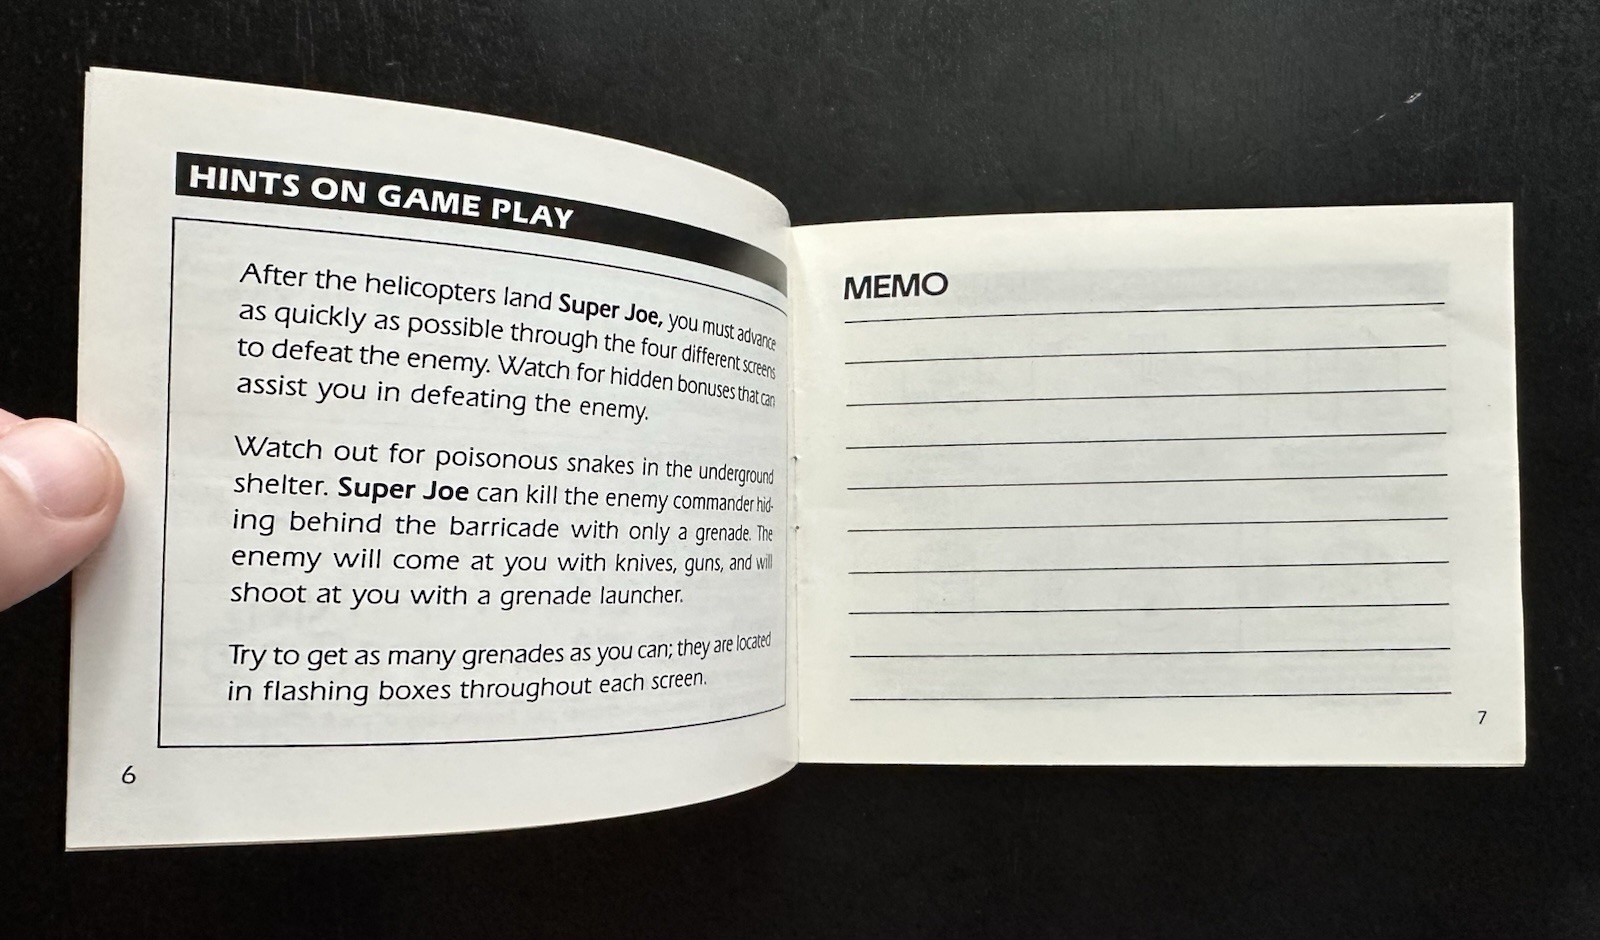 HINTS ON GAME PLAY
After the helicopters land Super Joe, you must advance
as quickly as possible through the four different screens
to defeat the enemy. Watch for hidden bonuses that can
assist you in defeating the enemy.
Watch out for poisonous snakes in the underground
shelter. Super Joe can kill the enemy commander hid-
ing behind the barricade with only a grenade. The
enemy will come at you with knives, guns, and will
shoot at you with a grenade launcher.
Try to get as many grenades as you can; they are located
in flashing boxes throughout each screen.
6
MEMO
7